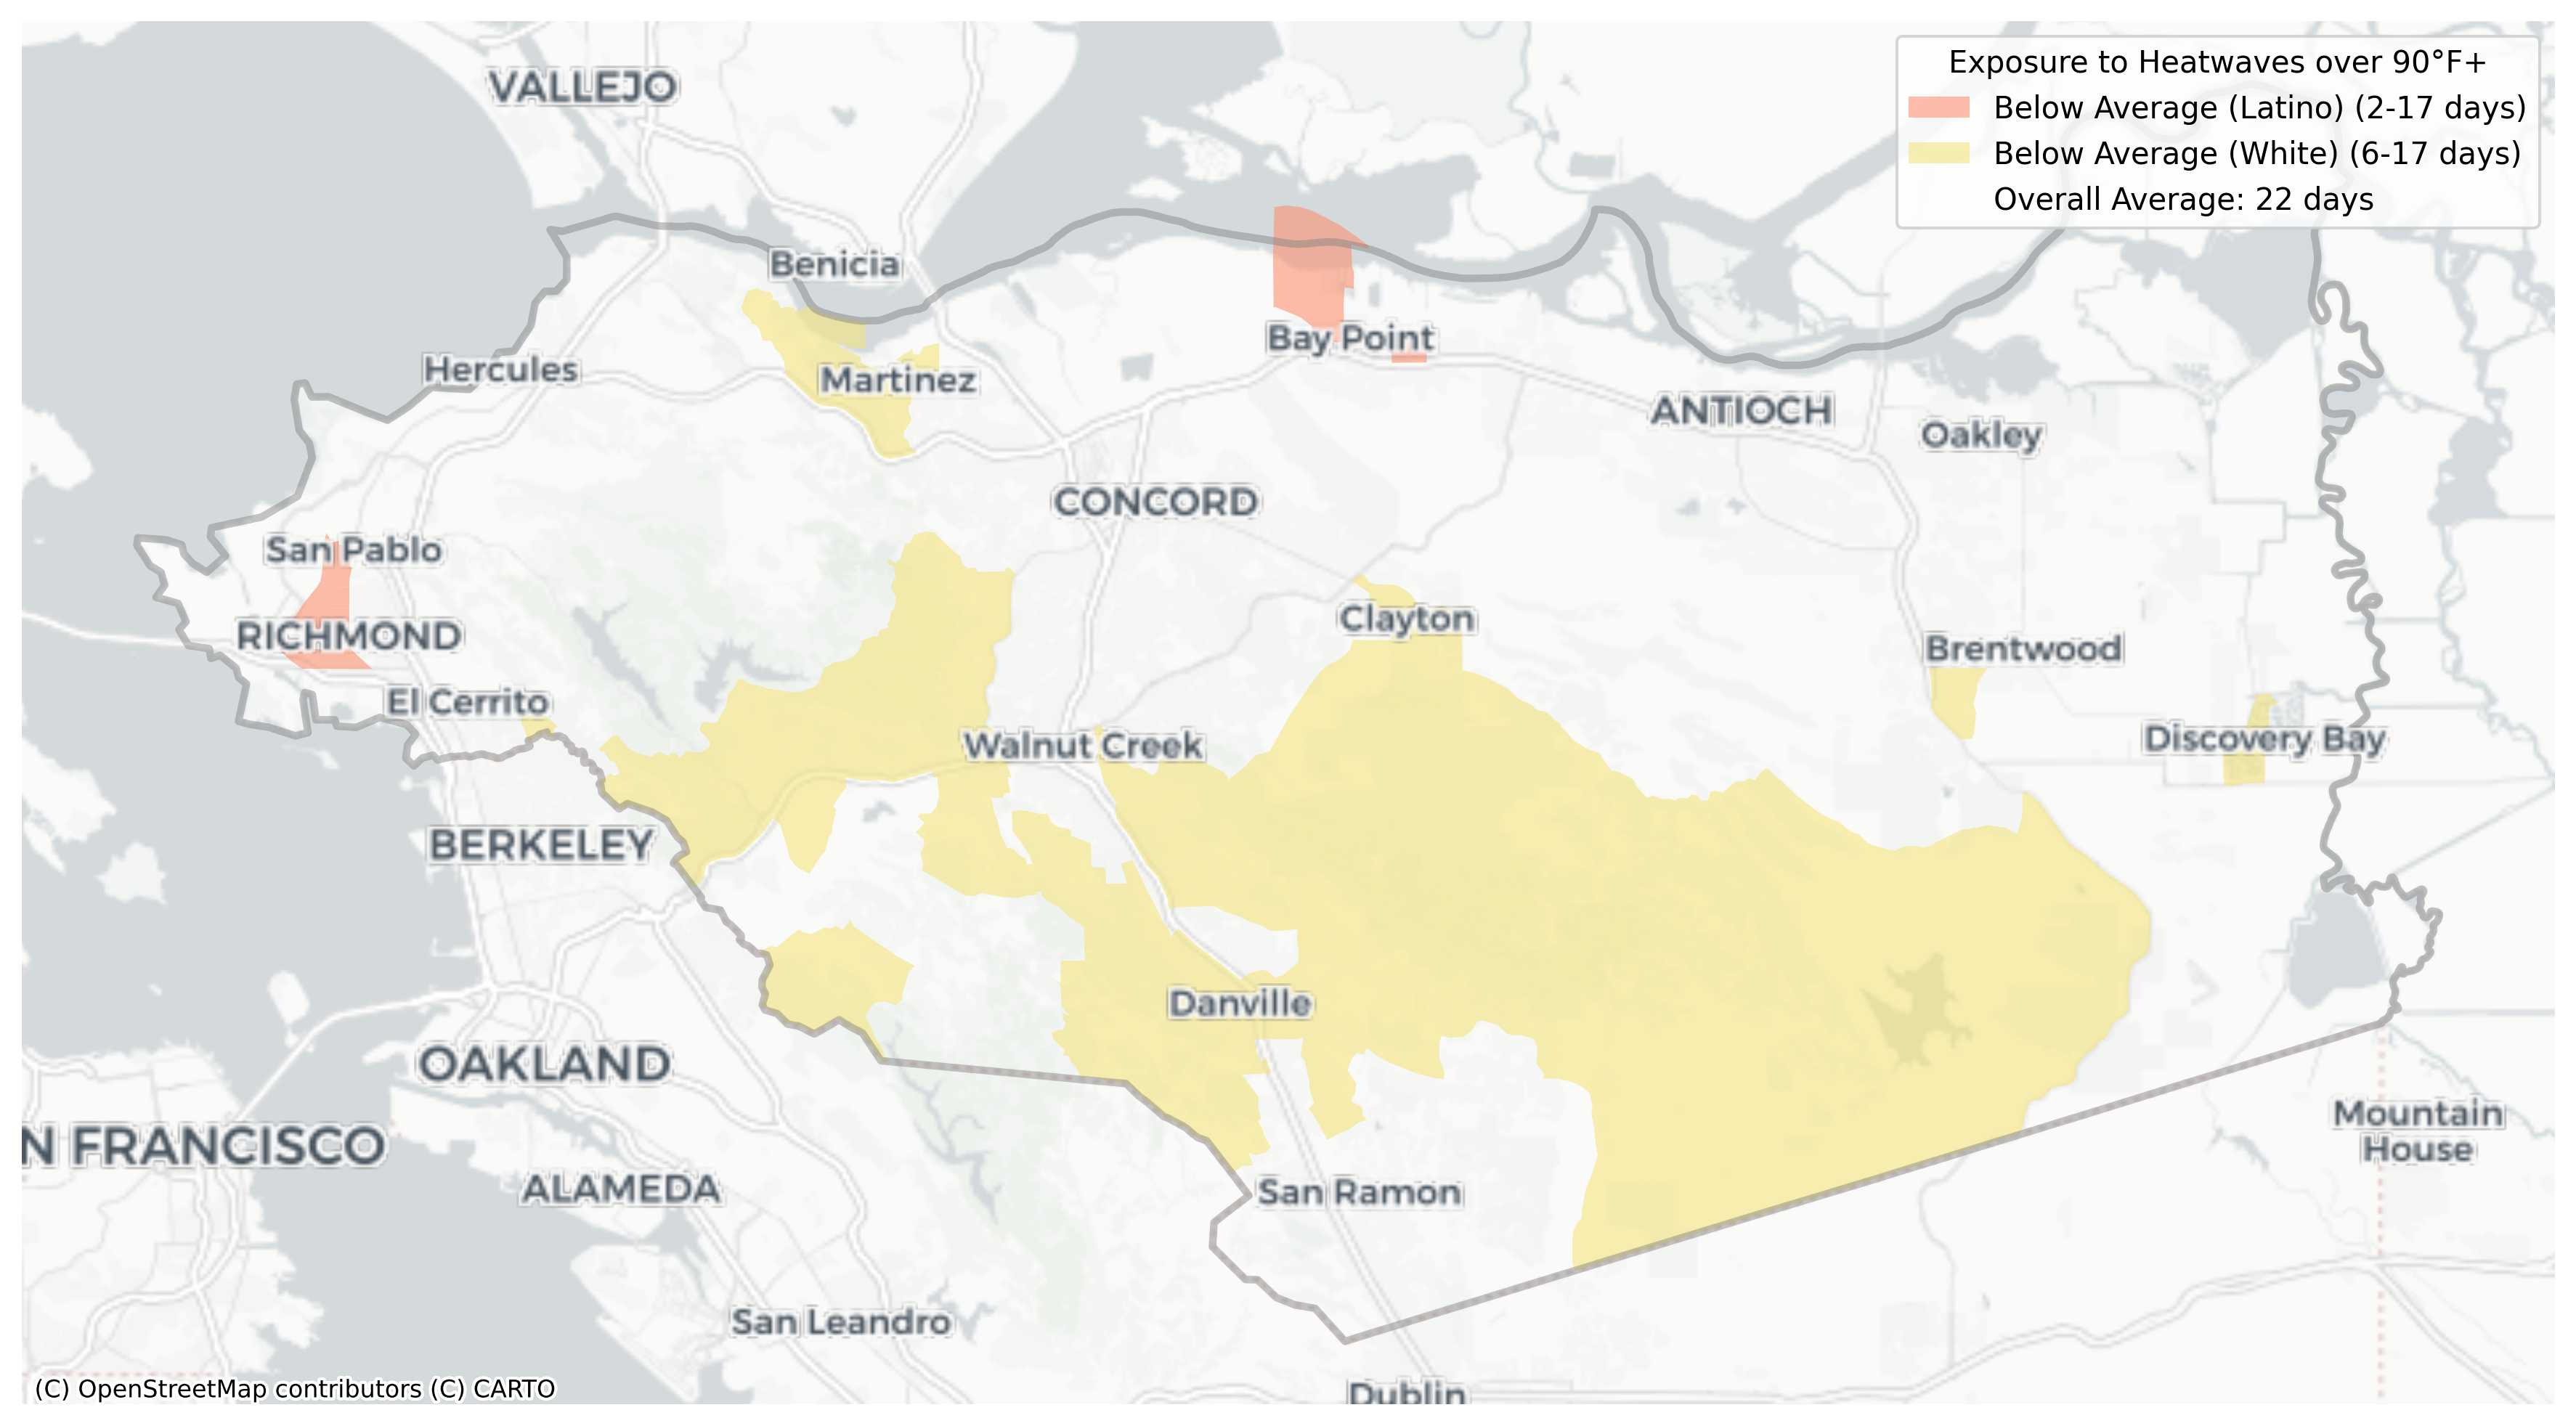 Exposure to Heatwaves over 90°F+
Below Average (Latino) (2-17 days)
Below Average (White) (6-17 days)
Overall Average: 22 days
VALLEJO
Benicia
Hercules
Martinez
Bay Point
ANTIOCH
Oakley
CONCORD
San Pablo
RICHMOND
Clayton
Brentwood
El Cerrito
Walnut Creek
Discovery Bay
BERKELEY
Danville
OAKLAND
N FRANCISCO
Mountain
House
ALAMEDA
San Ramon
San Leandro
Dublin
(C) OpenStreetMap contributors (C) CARTO